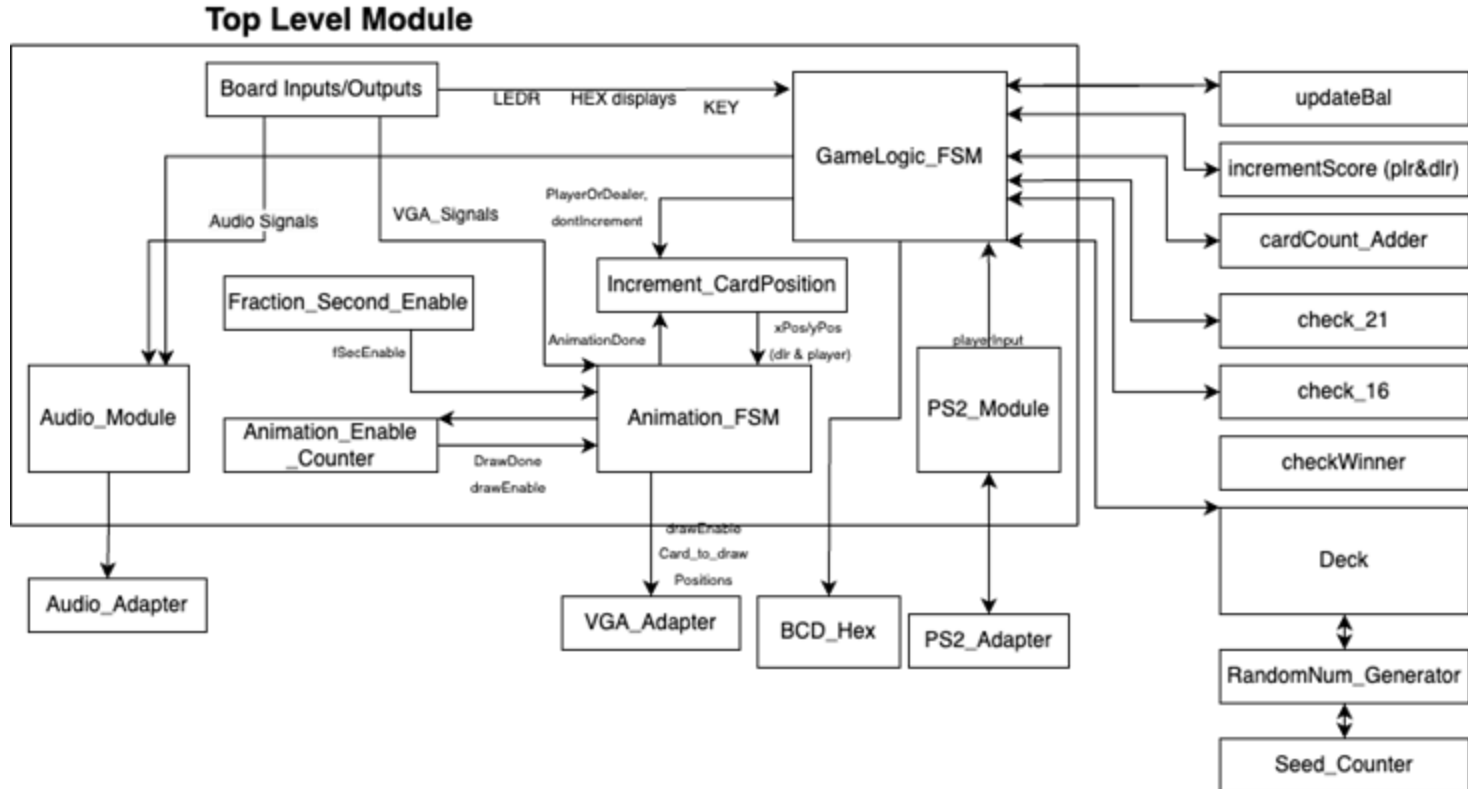 Top Level Module
Board Inputs/Outputs
LEDR HEX displays KEY
GameLogic_FSM
updateBal
incrementScore (plr&dlr)
cardCount_Adder
check_21
check_16
checkWinner
Deck
RandomNum_Generator
Seed_Counter
Audio Signals
VGA_Signals
PlayerOrDealer,
dontIncrement
Increment_CardPosition
Fraction_Second_Enable
fSecEnable
AnimationDone
xPos/yPos
(dlr & player)
playerInput
Audio_Module
Animation_Enable
_Counter
DrawDone
drawEnable
Animation_FSM
PS2_Module
drawEnable
Card_to_draw
Positions
Audio_Adapter
VGA_Adapter
BCD_Hex
PS2_Adapter